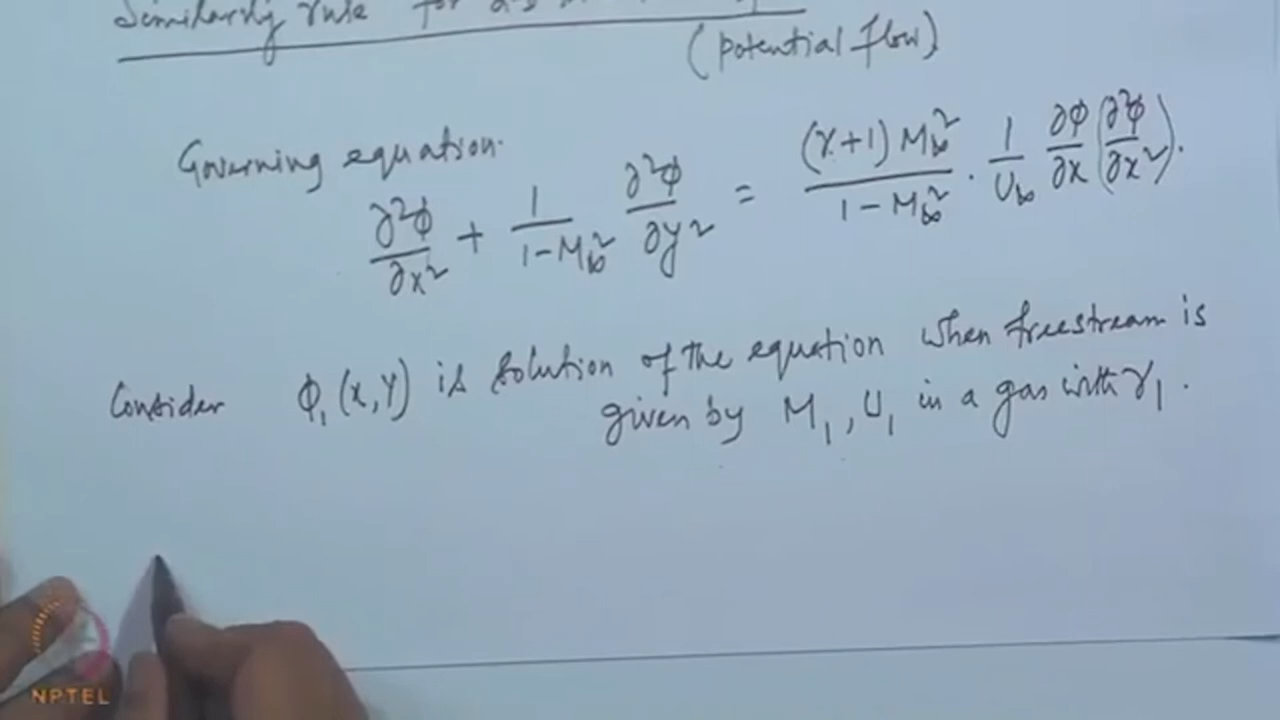 Similarity rule for
(potential flow)
Governing equation.
∂²φ/∂x² + 1/(1-M∞²) ∂²φ/∂y² = (γ+1) M∞²/(1-M∞²) · 1/U∞ ∂φ/∂x (∂²φ/∂x²).
Consider φ₁(x,y) is solution of the equation when freestream is
given by M₁, U₁ in a gas with γ₁.
NPTEL